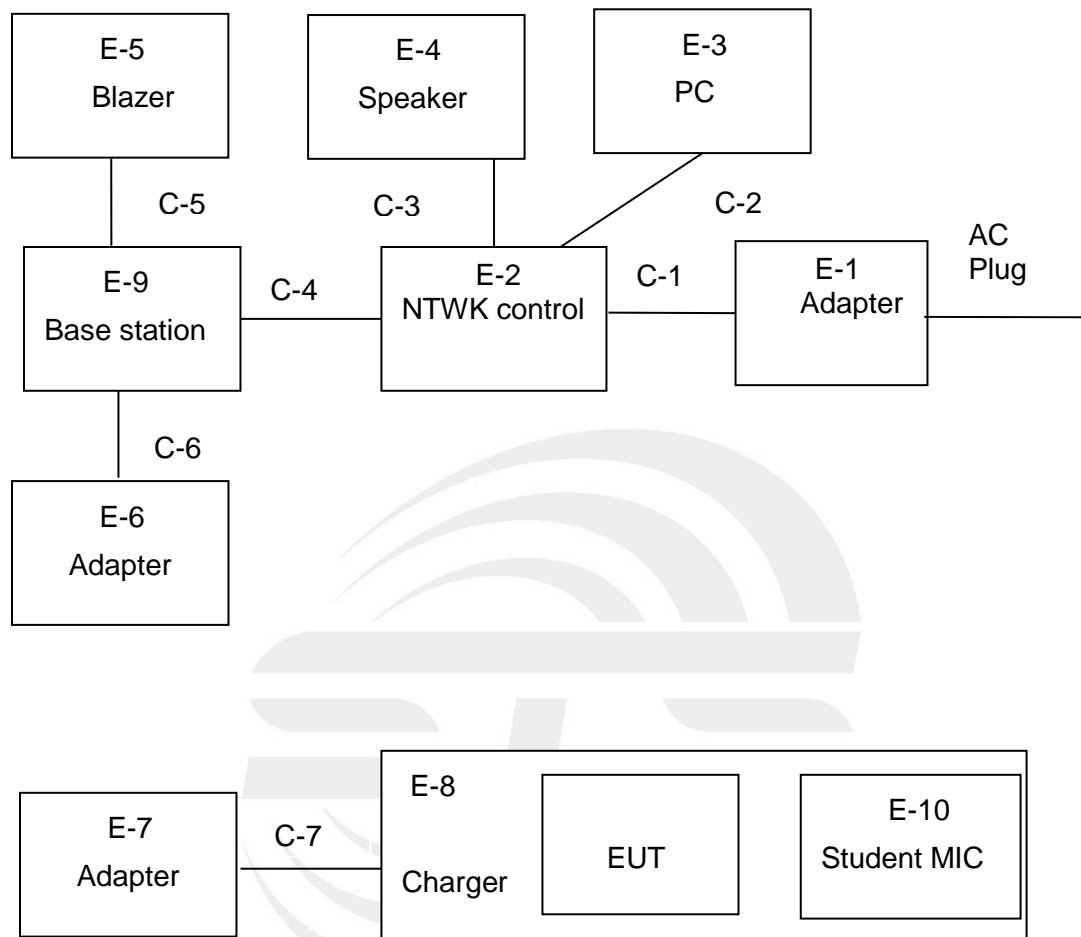 E-5
Blazer
E-4
Speaker
E-3
PC
C-5
C-3
C-2
AC
Plug
E-9
Base station
C-4
E-2
NTWK control
C-1
E-1
Adapter
C-6
E-6
Adapter
E-7
Adapter
C-7
E-8
Charger
EUT
E-10
Student MIC